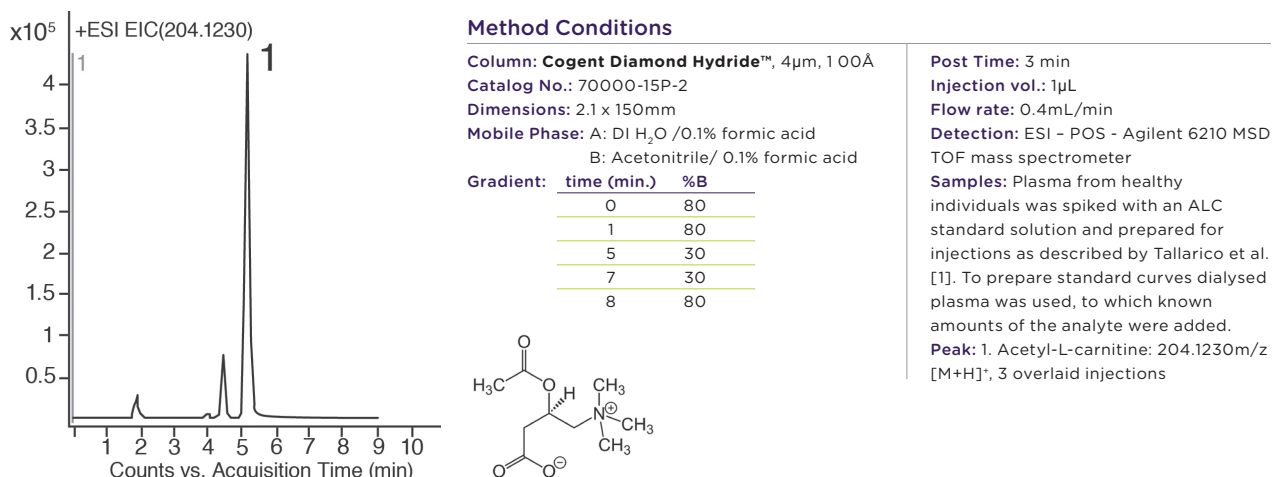 x10⁵
+ESI EIC(204.1230)
1
1
4
3.5
3
2.5
2
1.5
1
0.5
1 2 3 4 5 6 7 8 9 10
Counts vs. Acquisition Time (min)
Method Conditions
Column: Cogent Diamond Hydride™, 4μm, 1 00Å
Catalog No.: 70000-15P-2
Dimensions: 2.1 x 150mm
Mobile Phase: A: DI H₂O /0.1% formic acid
B: Acetonitrile/ 0.1% formic acid
Gradient: time (min.) %B
0 80
1 80
5 30
7 30
8 80
O
H₃C
O
H
CH₃
N⊕
CH₃
CH₃
O
O⊖
Post Time: 3 min
Injection vol.: 1μL
Flow rate: 0.4mL/min
Detection: ESI – POS - Agilent 6210 MSD
TOF mass spectrometer
Samples: Plasma from healthy
individuals was spiked with an ALC
standard solution and prepared for
injections as described by Tallarico et al.
[1]. To prepare standard curves dialysed
plasma was used, to which known
amounts of the analyte were added.
Peak: 1. Acetyl-L-carnitine: 204.1230m/z
[M+H]⁺, 3 overlaid injections